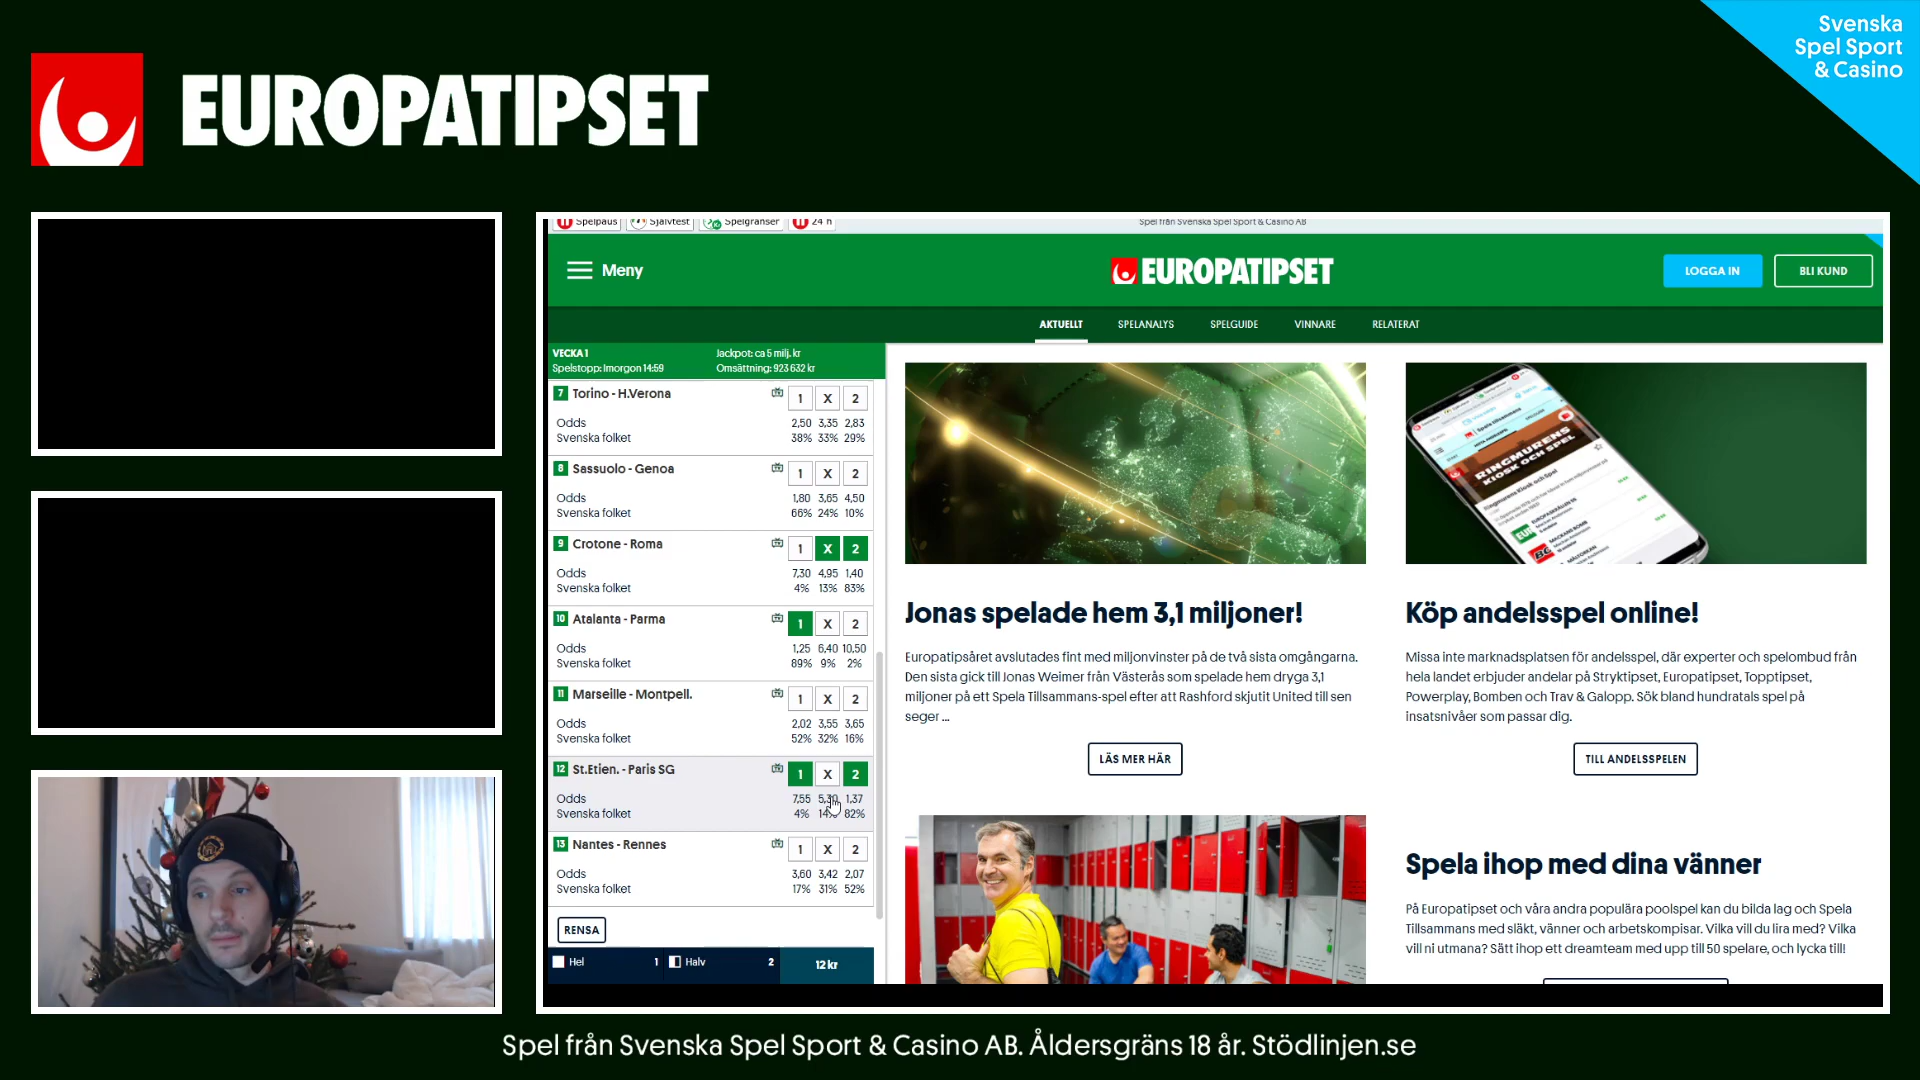 Svenska
Spel Sport
& Casino
EUROPATIPSET
Spelpaus Självtest Spelgränser 24 h
Spel från Svenska Spel Sport & Casino AB
Meny
EUROPATIPSET
LOGGA IN
BLI KUND
AKTUELLT SPELANALYS SPELGUIDE VINNARE RELATERAT
VECKA 1 Jackpot: ca 5 milj. kr
Spelstopp: Imorgon 14:59 Omsättning: 923 632 kr
7 Torino - H.Verona 1 X 2
Odds 2,50 3,35 2,83
Svenska folket 38% 33% 29%
8 Sassuolo - Genoa 1 X 2
Odds 1,80 3,65 4,50
Svenska folket 66% 24% 10%
9 Crotone - Roma 1 X 2
Odds 7,30 4,95 1,40
Svenska folket 4% 13% 83%
10 Atalanta - Parma 1 X 2
Odds 1,25 6,40 10,50
Svenska folket 89% 9% 2%
11 Marseille - Montpell. 1 X 2
Odds 2,02 3,55 3,65
Svenska folket 52% 32% 16%
12 St.Etien. - Paris SG 1 X 2
Odds 7,55 5,30 1,37
Svenska folket 4% 14% 82%
13 Nantes - Rennes 1 X 2
Odds 3,60 3,42 2,07
Svenska folket 17% 31% 52%
RENSA
Hel 1 Halv 2 12 kr
Jonas spelade hem 3,1 miljoner!
Europatipsåret avslutades fint med miljonvinster på de två sista omgångarna.
Den sista gick till Jonas Weimer från Västerås som spelade hem dryga 3,1
miljoner på ett Spela Tillsammans-spel efter att Rashford skjutit United till sen
seger ...
LÄS MER HÄR
RINGMURENS
KIOSK OCH SPEL
Köp andelsspel online!
Missa inte marknadsplatsen för andelsspel, där experter och spelombud från
hela landet erbjuder andelar på Stryktipset, Europatipset, Topptipset,
Powerplay, Bomben och Trav & Galopp. Sök bland hundratals spel på
insatsnivåer som passar dig.
TILL ANDELSSPELEN
Spela ihop med dina vänner
På Europatipset och våra andra populära poolspel kan du bilda lag och Spela
Tillsammans med släkt, vänner och arbetskompisar. Vilka vill du lira med? Vilka
vill ni utmana? Sätt ihop ett dreamteam med upp till 50 spelare, och lycka till!
Spel från Svenska Spel Sport & Casino AB. Åldersgräns 18 år. Stödlinjen.se